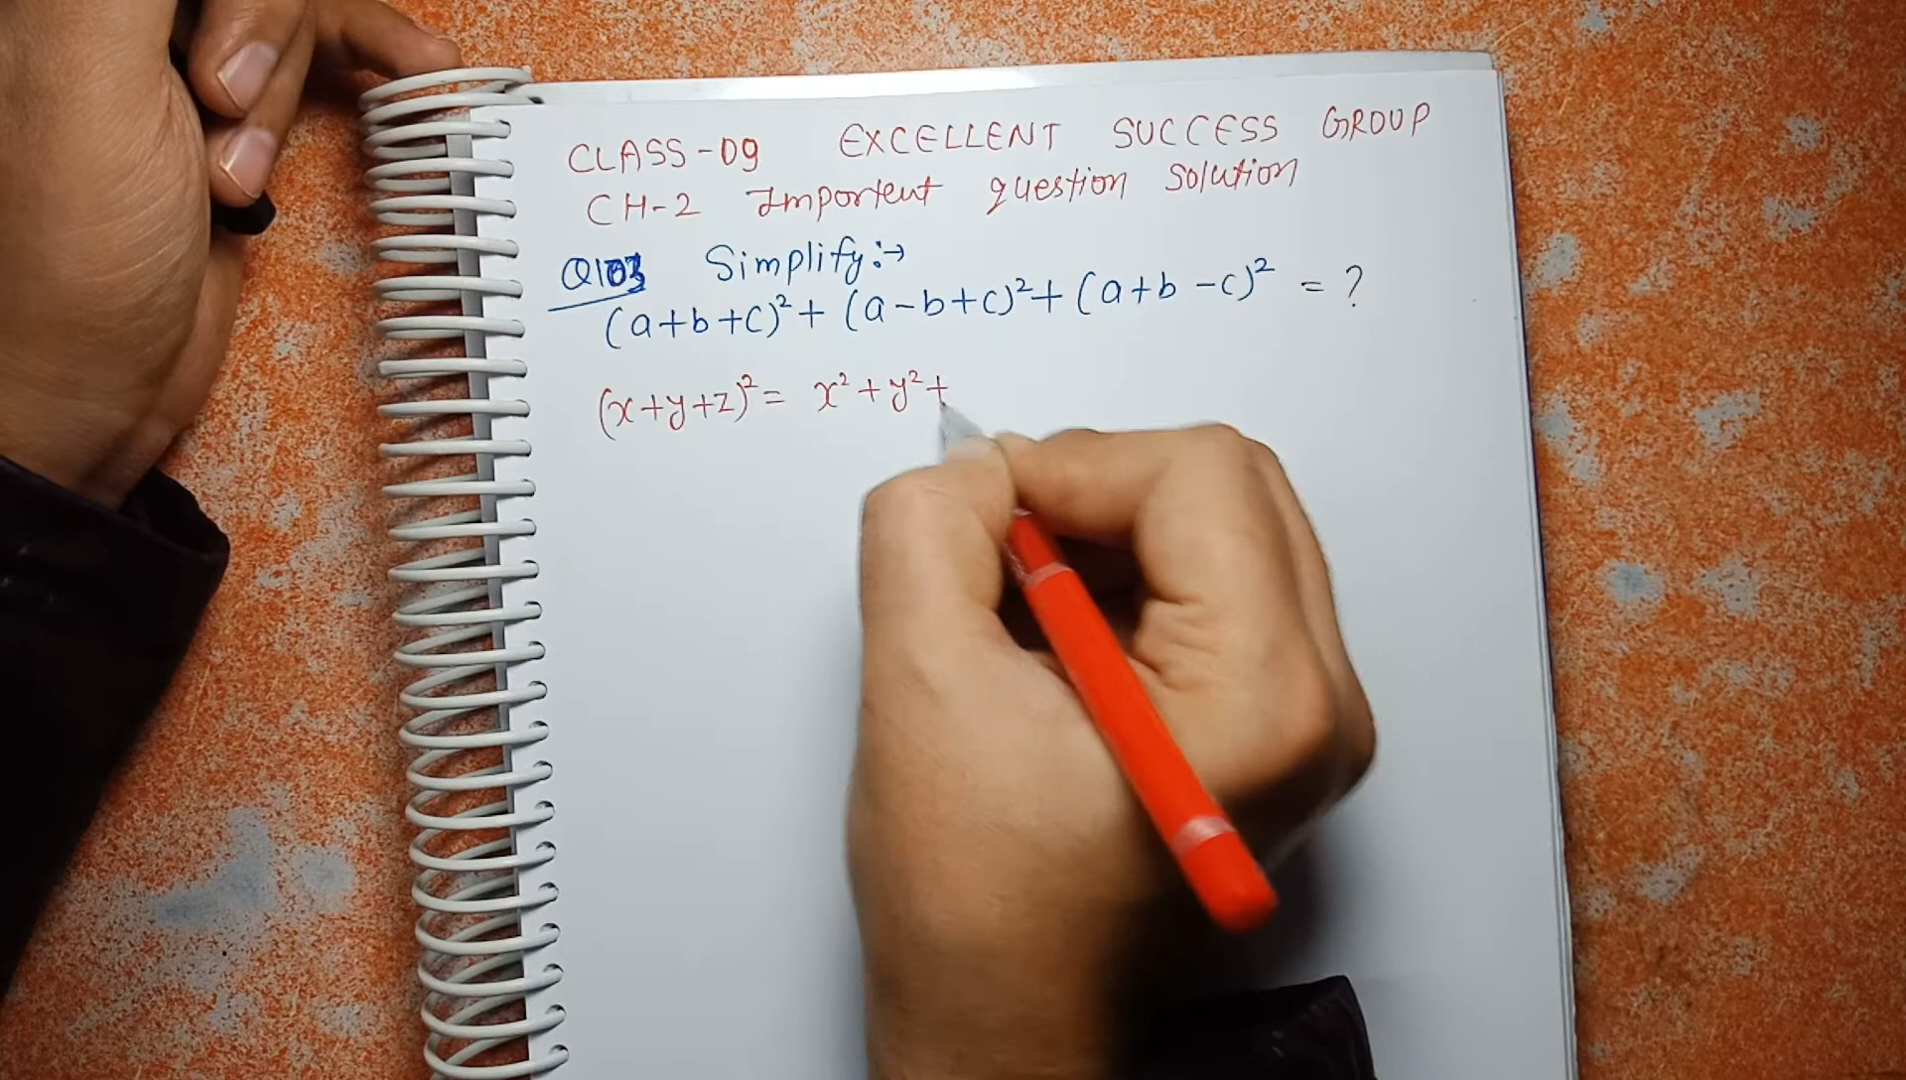 CLASS-09 EXCELLENT SUCCESS GROUP
CH-2 Importent question solution
Q103 Simplify:→
(a+b+c)²+(a-b+c)²+(a+b-c)² = ?
(x+y+z)² = x²+y²+